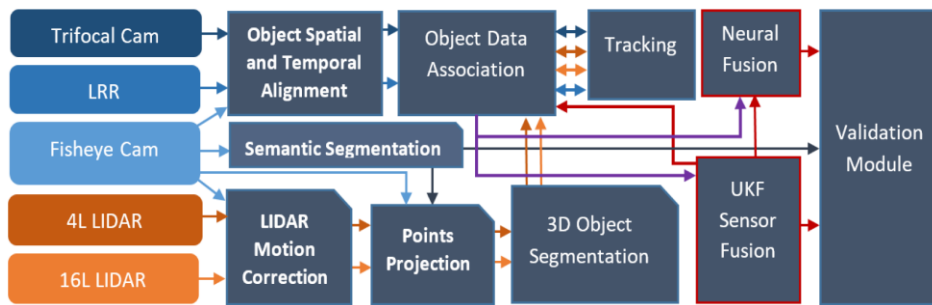 Trifocal Cam
LRR
Fisheye Cam
4L LIDAR
16L LIDAR
Object Spatial
and Temporal
Alignment
Semantic Segmentation
LIDAR
Motion
Correction
Object Data
Association
Points
Projection
Tracking
3D Object
Segmentation
Neural
Fusion
UKF
Sensor
Fusion
Validation
Module